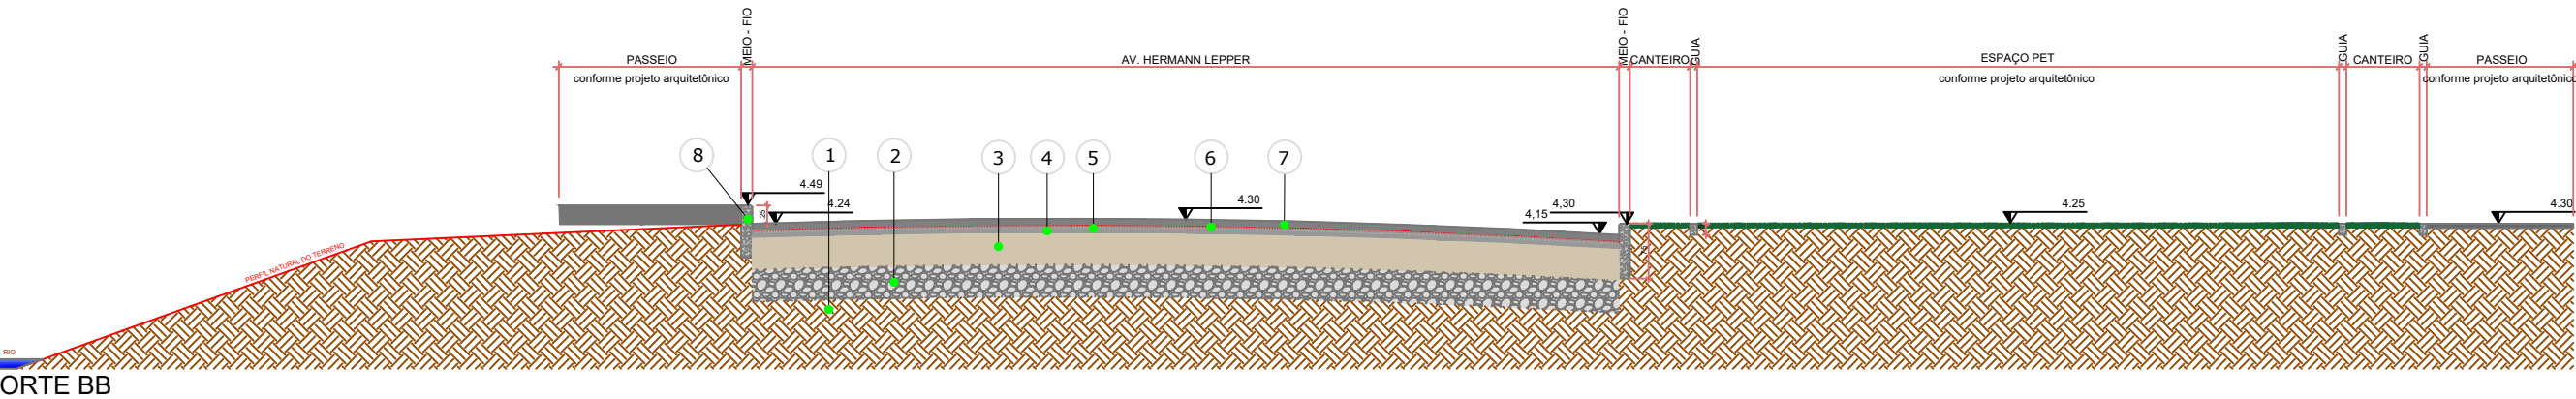 MEIO - FIO
MEIO - FIO
GUIA
GUIA
GUIA
PASSEIO
AV. HERMANN LEPPER
CANTEIRO
ESPAÇO PET
CANTEIRO
PASSEIO
conforme projeto arquitetônico
conforme projeto arquitetônico
conforme projeto arquitetônico
8
1
2
3
4
5
6
7
4.49
4.24
.25
4.30
4,30
4,15
4.25
4.30
PERFIL NATURAL DO TERRENO
RIO
ORTE BB